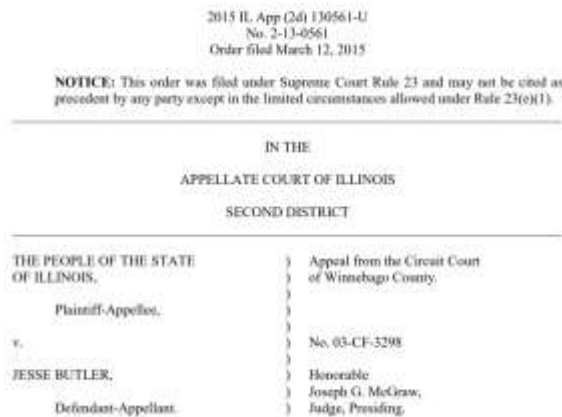 2015 IL App (2d) 130561-U
No. 2-13-0561
Order filed March 12, 2015
NOTICE: This order was filed under Supreme Court Rule 23 and may not be cited as
precedent by any party except in the limited circumstances allowed under Rule 23(e)(1).
IN THE
APPELLATE COURT OF ILLINOIS
SECOND DISTRICT
THE PEOPLE OF THE STATE ) Appeal from the Circuit Court
OF ILLINOIS, ) of Winnebago County.
)
Plaintiff-Appellee, )
)
v. ) No. 03-CF-3298
)
JESSE BUTLER, ) Honorable
) Joseph G. McGraw,
Defendant-Appellant. ) Judge, Presiding.